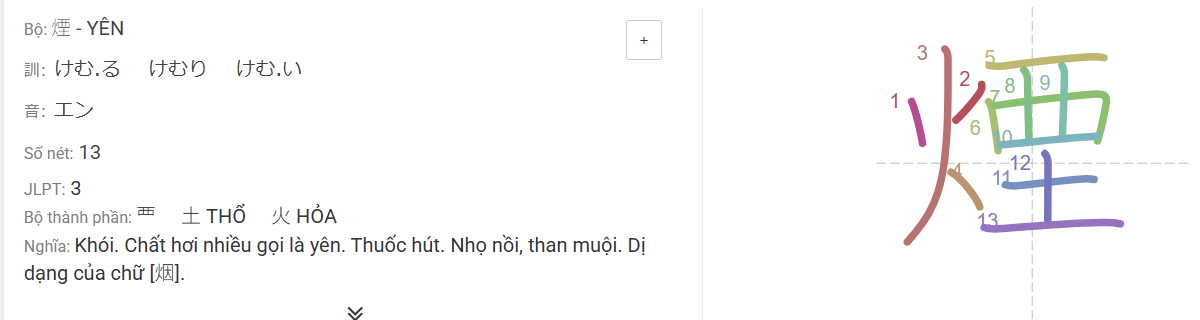 Bộ: 煙 - YÊN
+
訓: けむ.る けむり けむ.い
音: エン
Số nét: 13
JLPT: 3
Bộ thành phần: 覀 土 THỔ 火 HỎA
Nghĩa: Khói. Chất hơi nhiều gọi là yên. Thuốc hút. Nhọ nồi, than muội. Dị
dạng của chữ [烟].
煙
1
2
3
4
5
6
7
8
9
10
11
12
13